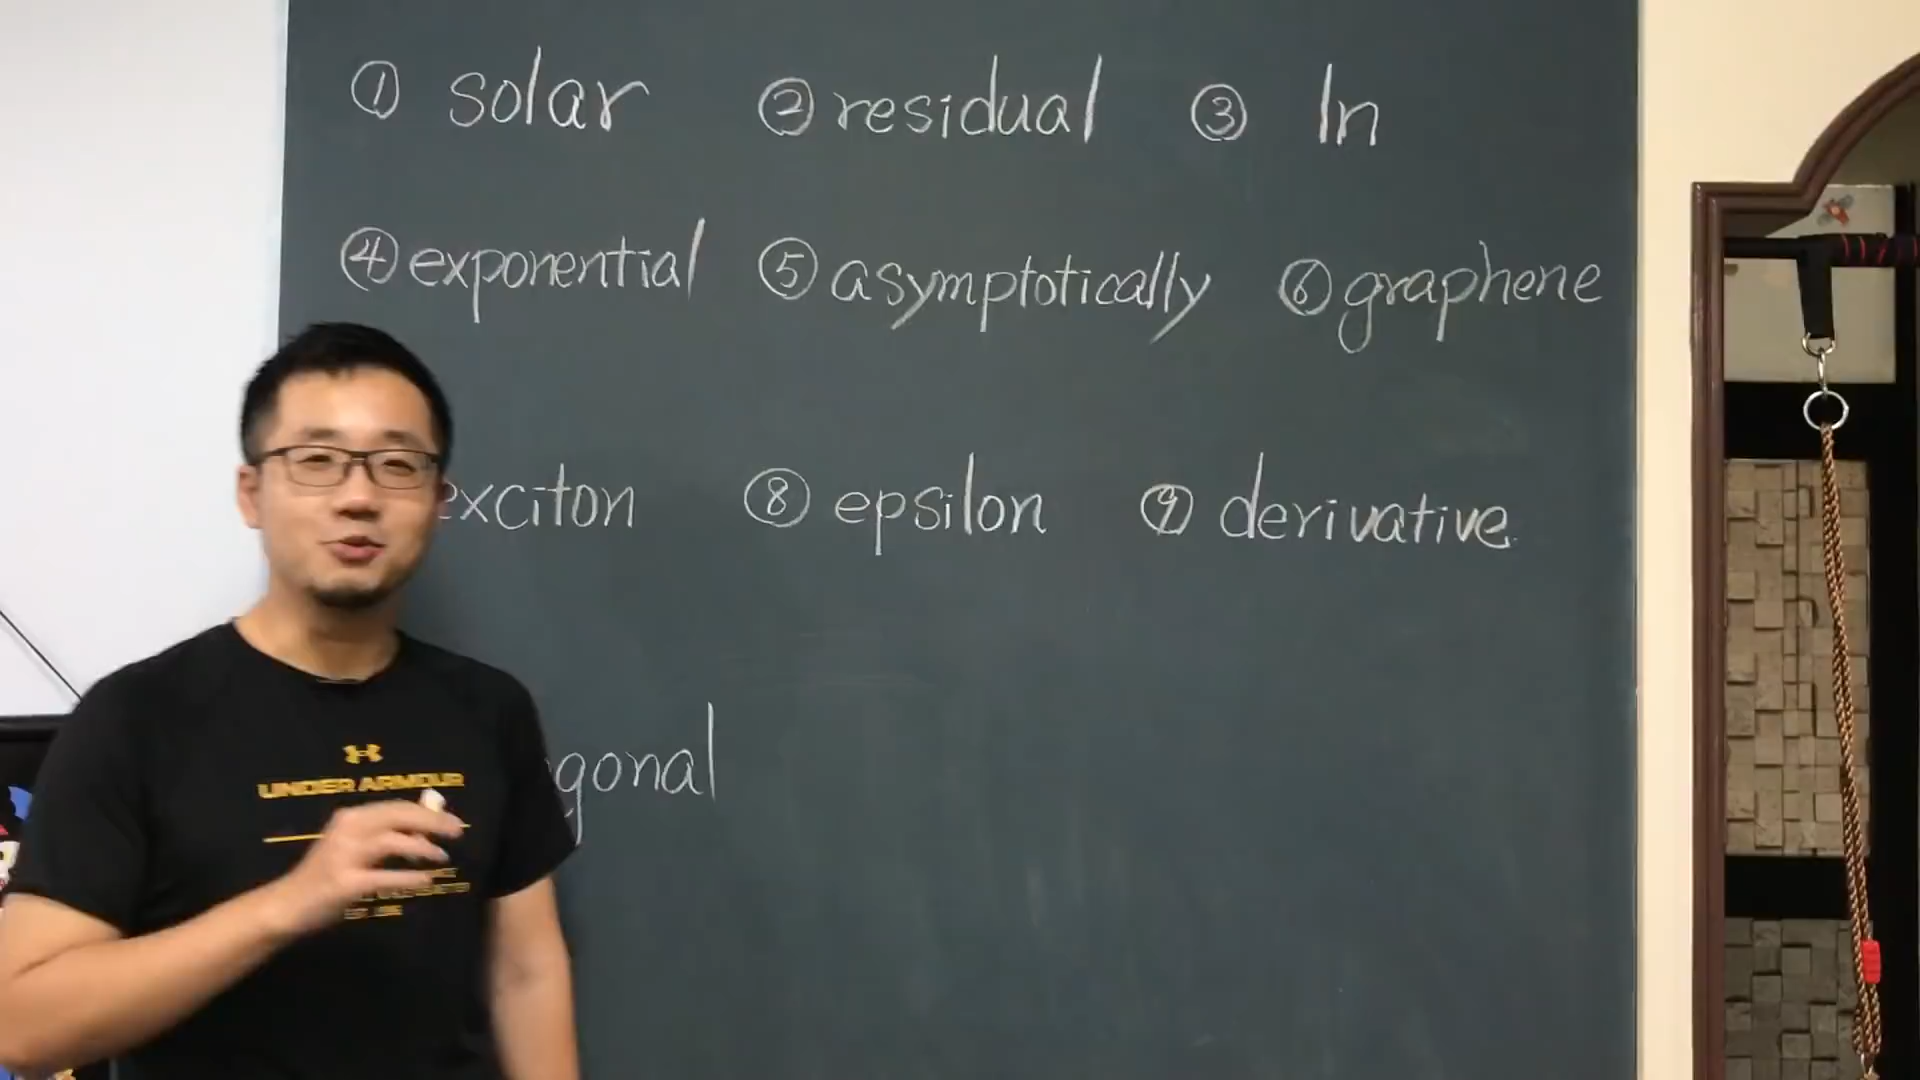 ① solar ② residual ③ ln
④ exponential ⑤ asymptotically ⑥ graphene
exciton ⑧ epsilon ⑨ derivative
gonal
UNDER ARMOUR